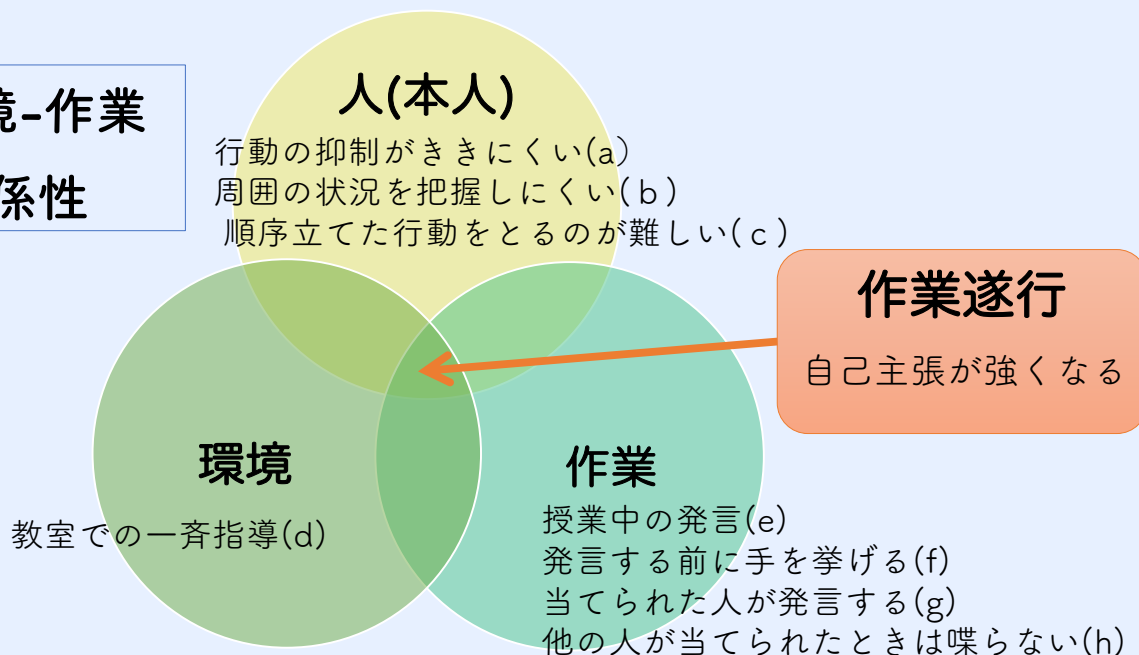 境-作業
係性
人(本人)
行動の抑制がききにくい(a)
周囲の状況を把握しにくい(b)
順序立てた行動をとるのが難しい(c)
作業遂行
自己主張が強くなる
環境
教室での一斉指導(d)
作業
授業中の発言(e)
発言する前に手を挙げる(f)
当てられた人が発言する(g)
他の人が当てられたときは喋らない(h)